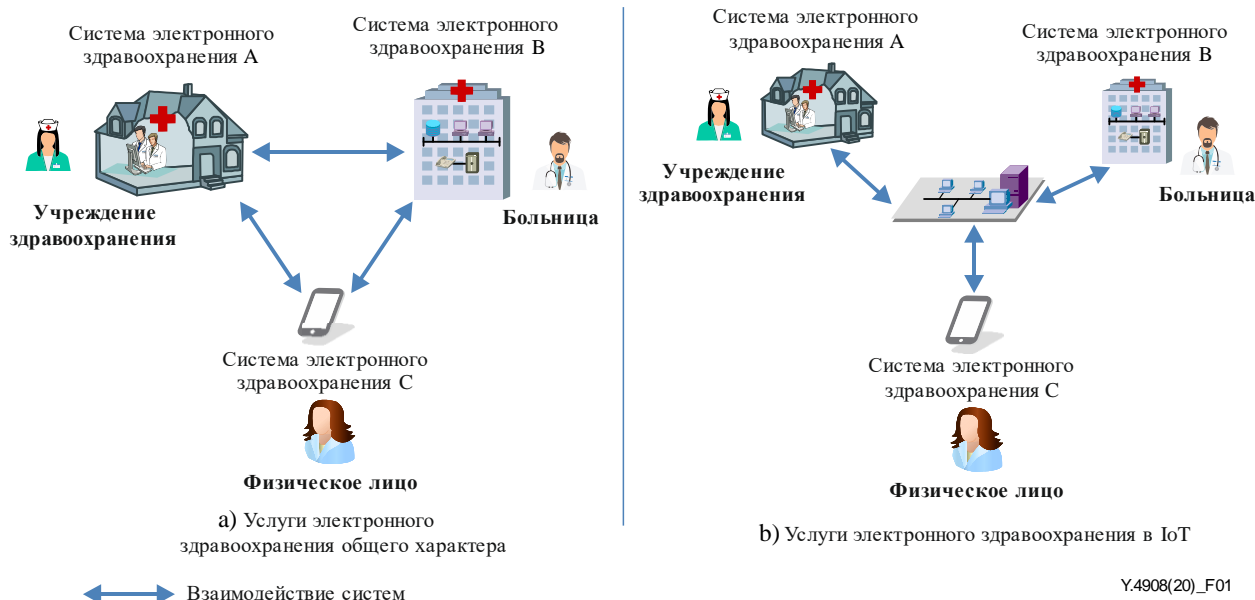 Система электронного
здравоохранения A
Система электронного
здравоохранения B
Учреждение
здравоохранения
Больница
Система электронного
здравоохранения C
Физическое лицо
a) Услуги электронного
здравоохранения общего характера
Взаимодействие систем
Система электронного
здравоохранения A
Система электронного
здравоохранения B
Учреждение
здравоохранения
Больница
Система электронного
здравоохранения C
Физическое лицо
b) Услуги электронного здравоохранения в IoT
Y.4908(20)_F01